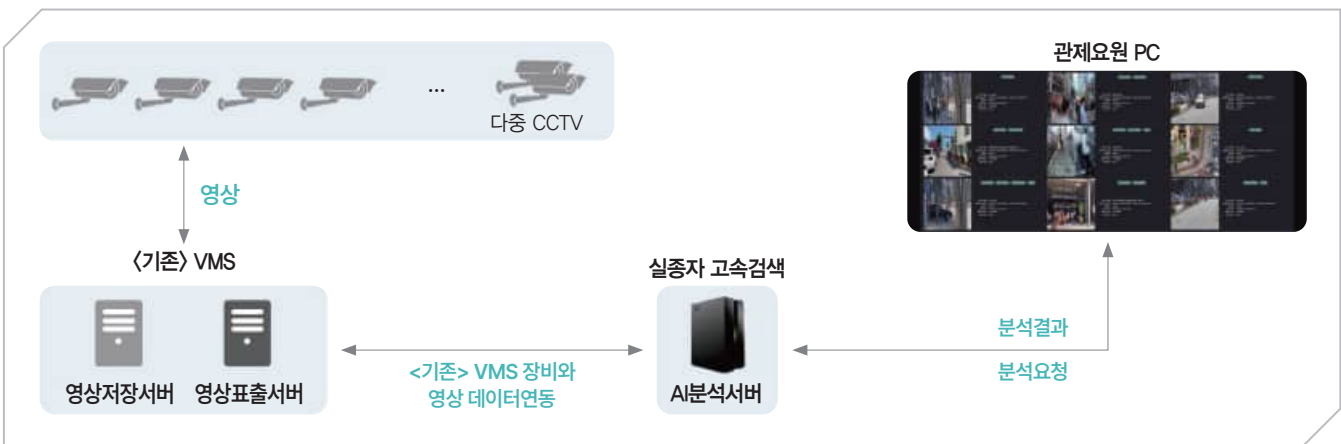 관제요원 PC
...
다중 CCTV
영상
〈기존〉 VMS
실종자 고속검색
영상저장서버
영상표출서버
<기존> VMS 장비와
영상 데이터연동
AI분석서버
분석결과
분석요청